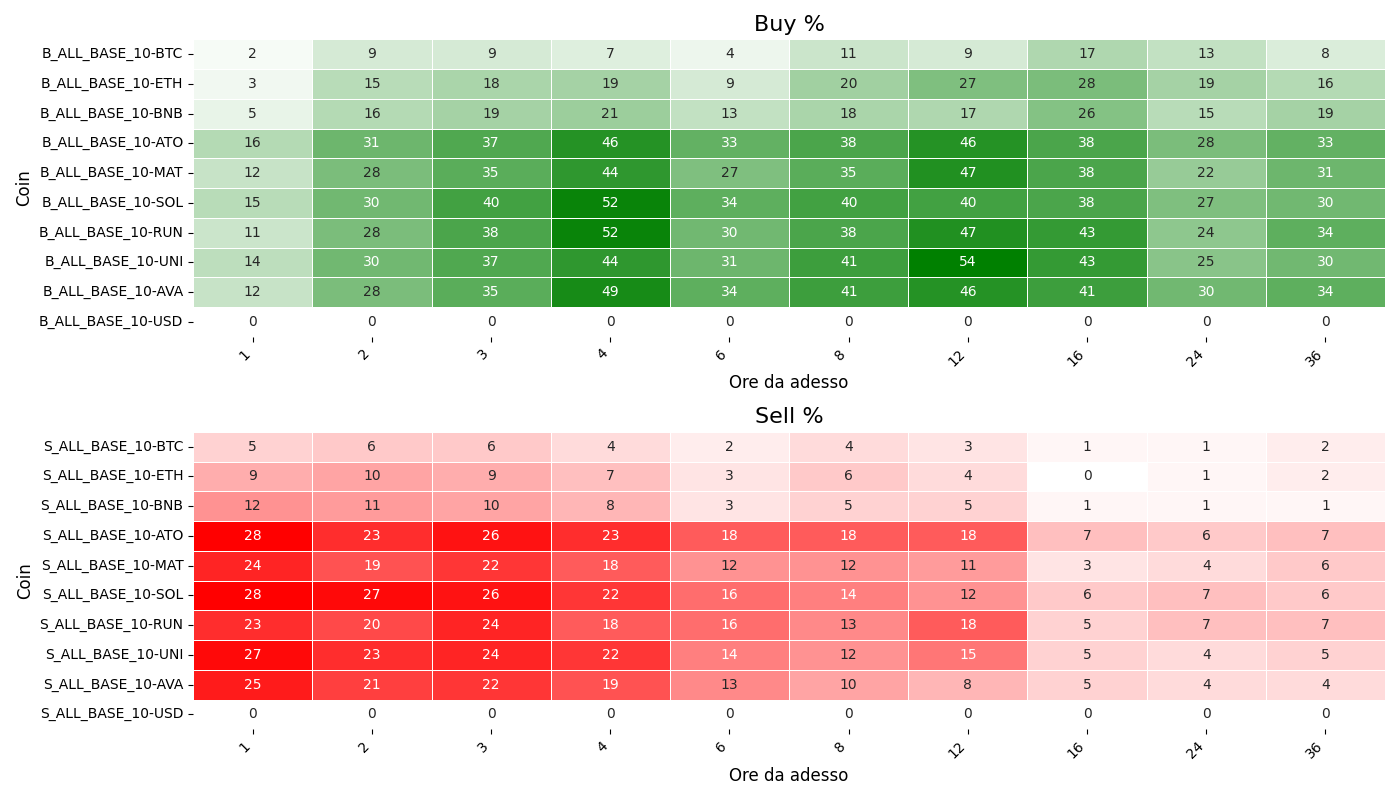 Buy %
Coin
B_ALL_BASE_10-BTC 2 9 9 7 4 11 9 17 13 8
B_ALL_BASE_10-ETH 3 15 18 19 9 20 27 28 19 16
B_ALL_BASE_10-BNB 5 16 19 21 13 18 17 26 15 19
B_ALL_BASE_10-ATO 16 31 37 46 33 38 46 38 28 33
B_ALL_BASE_10-MAT 12 28 35 44 27 35 47 38 22 31
B_ALL_BASE_10-SOL 15 30 40 52 34 40 40 38 27 30
B_ALL_BASE_10-RUN 11 28 38 52 30 38 47 43 24 34
B_ALL_BASE_10-UNI 14 30 37 44 31 41 54 43 25 30
B_ALL_BASE_10-AVA 12 28 35 49 34 41 46 41 30 34
B_ALL_BASE_10-USD 0 0 0 0 0 0 0 0 0 0
1 2 3 4 6 8 12 16 24 36
Ore da adesso
Sell %
Coin
S_ALL_BASE_10-BTC 5 6 6 4 2 4 3 1 1 2
S_ALL_BASE_10-ETH 9 10 9 7 3 6 4 0 1 2
S_ALL_BASE_10-BNB 12 11 10 8 3 5 5 1 1 1
S_ALL_BASE_10-ATO 28 23 26 23 18 18 18 7 6 7
S_ALL_BASE_10-MAT 24 19 22 18 12 12 11 3 4 6
S_ALL_BASE_10-SOL 28 27 26 22 16 14 12 6 7 6
S_ALL_BASE_10-RUN 23 20 24 18 16 13 18 5 7 7
S_ALL_BASE_10-UNI 27 23 24 22 14 12 15 5 4 5
S_ALL_BASE_10-AVA 25 21 22 19 13 10 8 5 4 4
S_ALL_BASE_10-USD 0 0 0 0 0 0 0 0 0 0
1 2 3 4 6 8 12 16 24 36
Ore da adesso